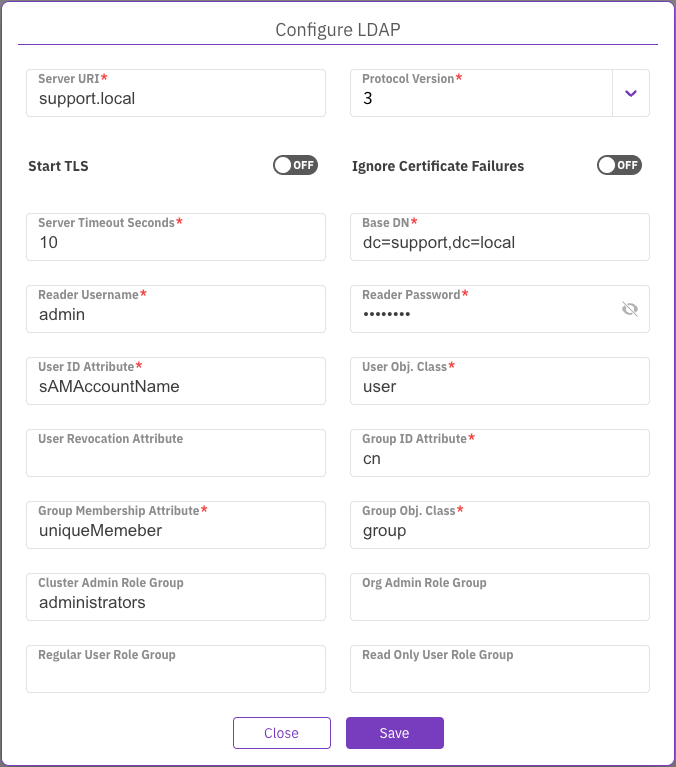 Configure LDAP
Server URI*
support.local
Protocol Version*
3
Start TLS
OFF
Ignore Certificate Failures
OFF
Server Timeout Seconds*
10
Base DN*
dc=support,dc=local
Reader Username*
admin
Reader Password*
••••••••
User ID Attribute*
sAMAccountName
User Obj. Class*
user
User Revocation Attribute
Group ID Attribute*
cn
Group Membership Attribute*
uniqueMemeber
Group Obj. Class*
group
Cluster Admin Role Group
administrators
Org Admin Role Group
Regular User Role Group
Read Only User Role Group
Close
Save